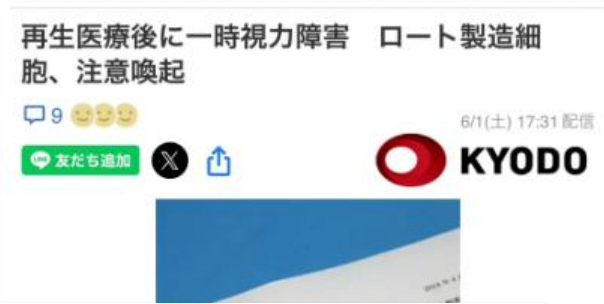 再生医療後に一時視力障害　ロート製造細
胞、注意喚起
9
6/1(土) 17:31 配信
LINE 友だち追加
X
KYODO